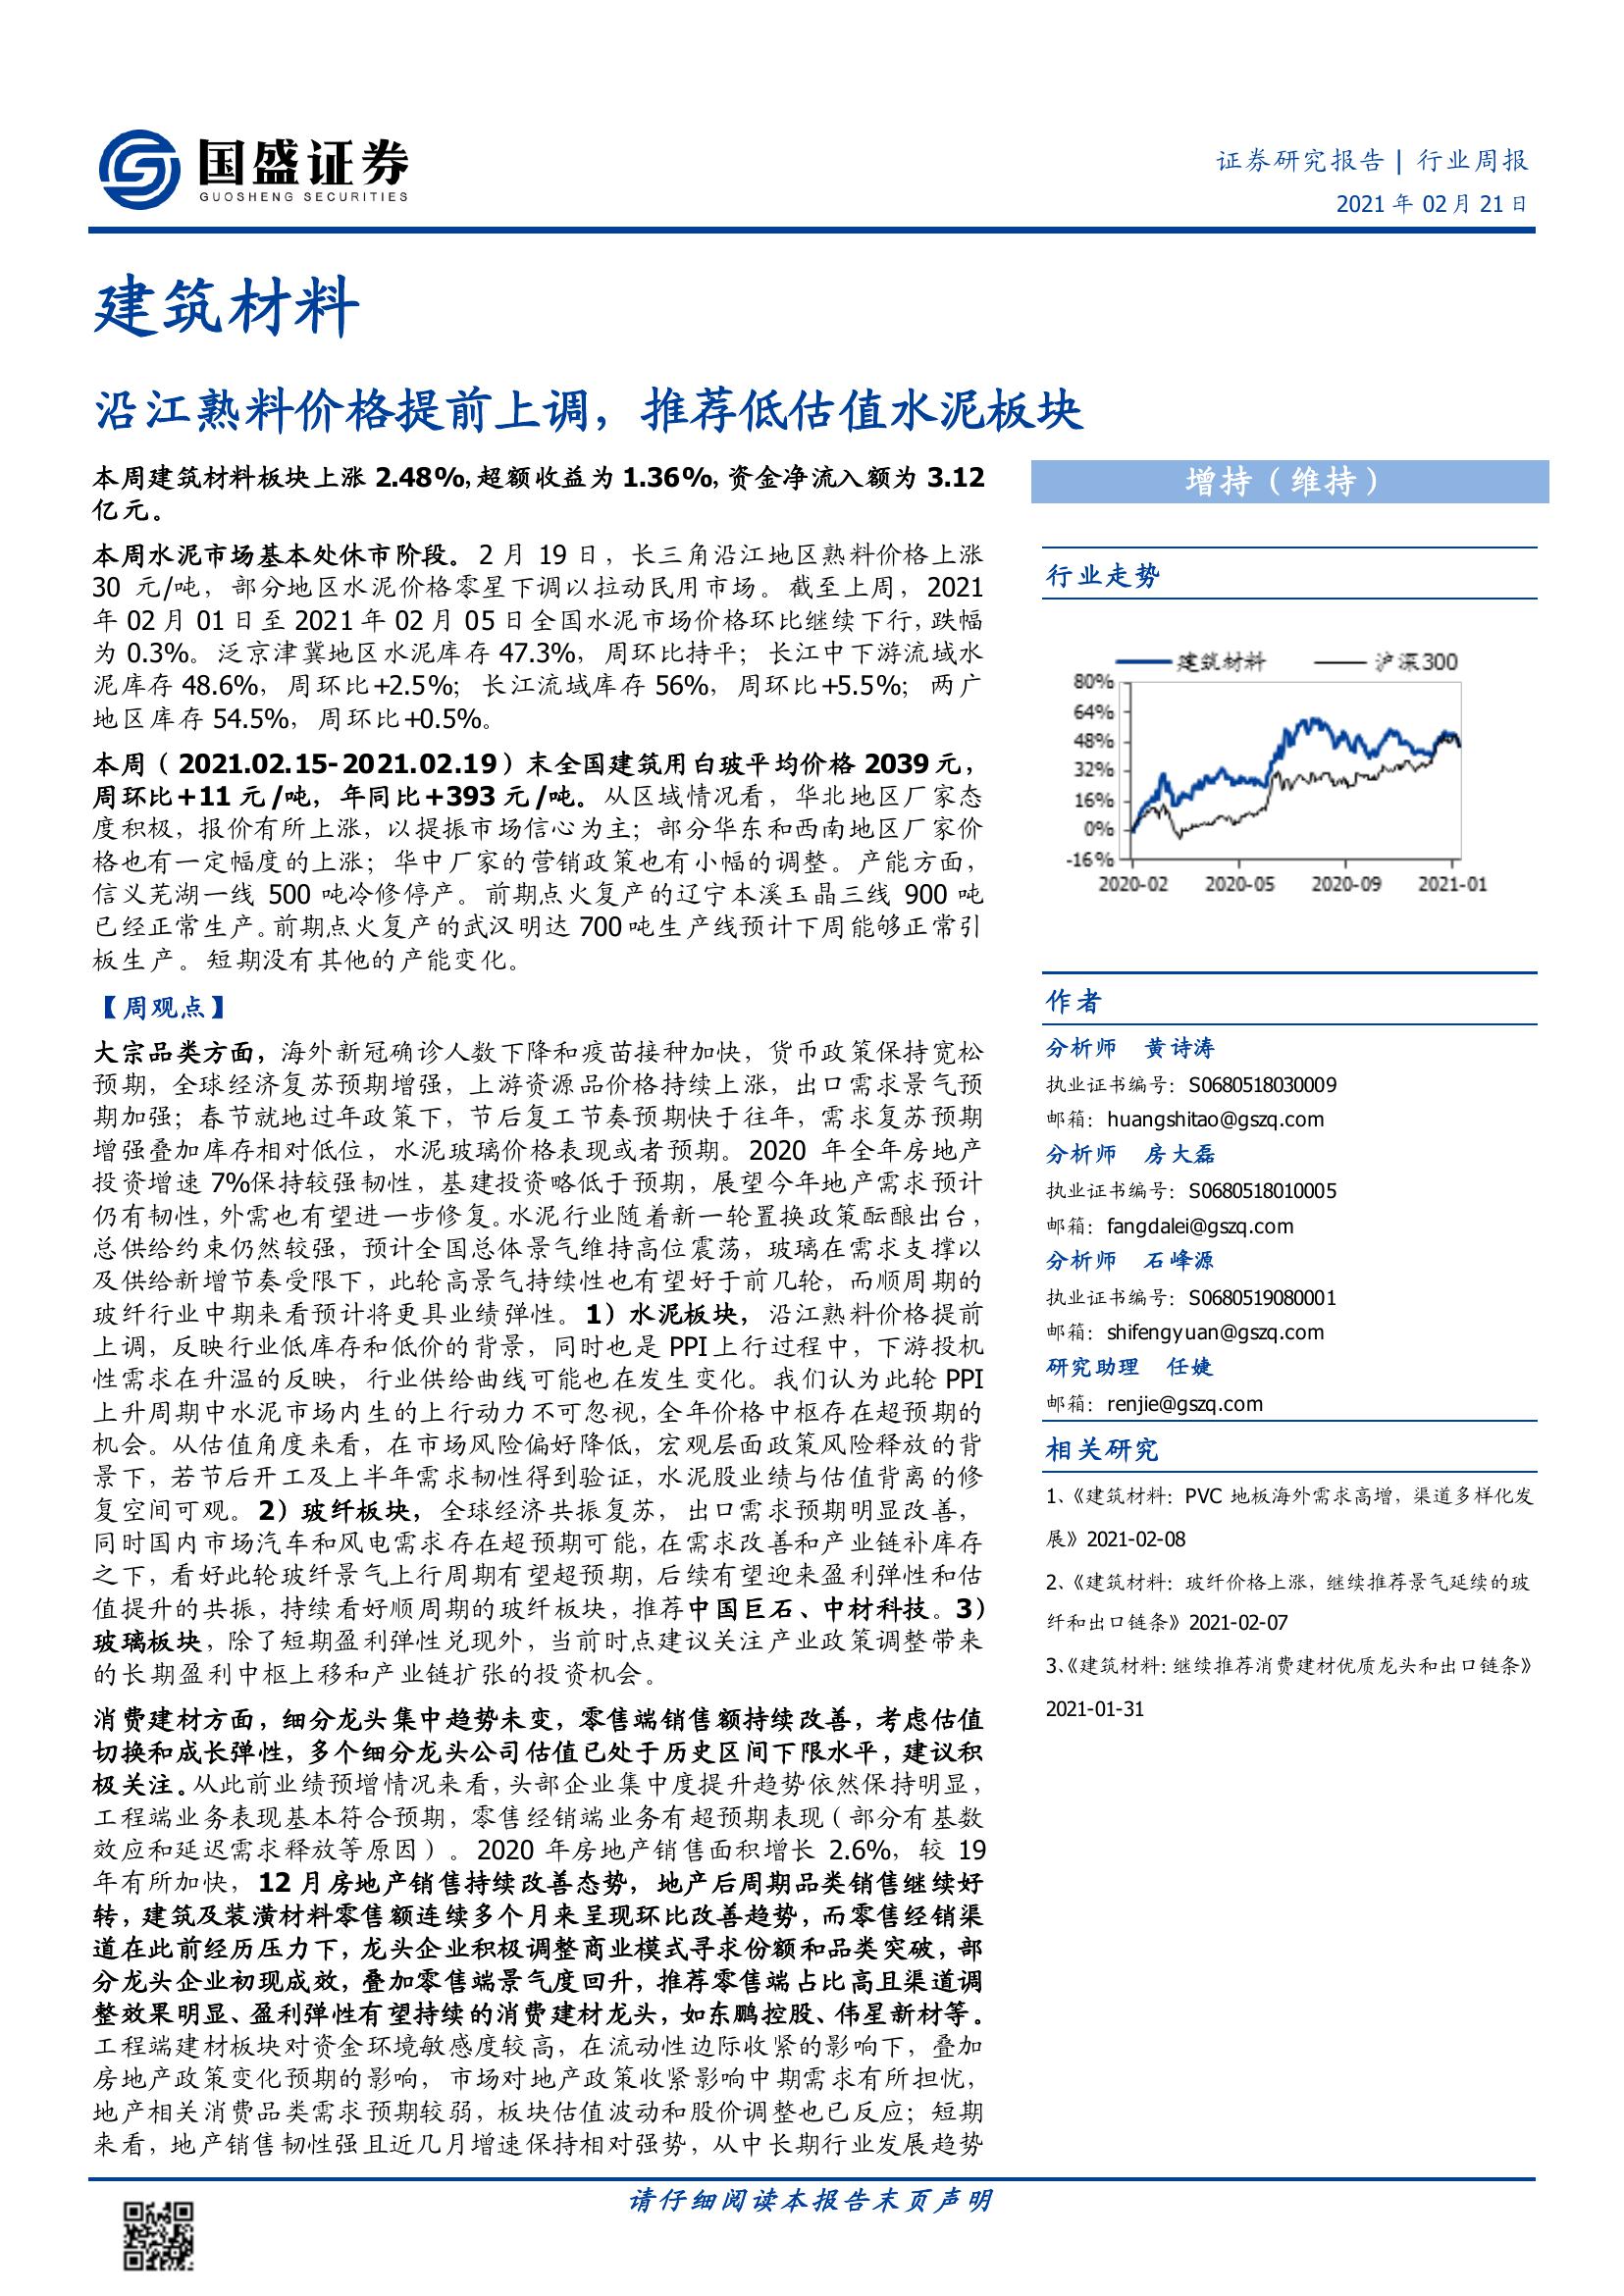 国盛证券
GUOSHENG SECURITIES
证券研究报告 | 行业周报
2021 年 02 月 21 日
建筑材料
沿江熟料价格提前上调，推荐低估值水泥板块
本周建筑材料板块上涨 2.48%，超额收益为 1.36%，资金净流入额为 3.12
亿元。
本周水泥市场基本处休市阶段。2 月 19 日，长三角沿江地区熟料价格上涨
30 元/吨，部分地区水泥价格零星下调以拉动民用市场。截至上周，2021
年 02 月 01 日至 2021 年 02 月 05 日全国水泥市场价格环比继续下行，跌幅
为 0.3%。泛京津冀地区水泥库存 47.3%，周环比持平；长江中下游流域水
泥库存 48.6%，周环比+2.5%；长江流域库存 56%，周环比+5.5%；两广
地区库存 54.5%，周环比+0.5%。
本周（2021.02.15-2021.02.19）末全国建筑用白玻平均价格 2039 元，
周环比+11 元/吨，年同比+393 元/吨。从区域情况看，华北地区厂家态
度积极，报价有所上涨，以提振市场信心为主；部分华东和西南地区厂家价
格也有一定幅度的上涨；华中厂家的营销政策也有小幅的调整。产能方面，
信义芜湖一线 500 吨冷修停产。前期点火复产的辽宁本溪玉晶三线 900 吨
已经正常生产。前期点火复产的武汉明达 700 吨生产线预计下周能够正常引
板生产。短期没有其他的产能变化。
【周观点】
大宗品类方面，海外新冠确诊人数下降和疫苗接种加快，货币政策保持宽松
预期，全球经济复苏预期增强，上游资源品价格持续上涨，出口需求景气预
期加强；春节就地过年政策下，节后复工节奏预期快于往年，需求复苏预期
增强叠加库存相对低位，水泥玻璃价格表现或者预期。2020 年全年房地产
投资增速 7%保持较强韧性，基建投资略低于预期，展望今年地产需求预计
仍有韧性，外需也有望进一步修复。水泥行业随着新一轮置换政策酝酿出台，
总供给约束仍然较强，预计全国总体景气维持高位震荡，玻璃在需求支撑以
及供给新增节奏受限下，此轮高景气持续性也有望好于前几轮，而顺周期的
玻纤行业中期来看预计将更具业绩弹性。1）水泥板块，沿江熟料价格提前
上调，反映行业低库存和低价的背景，同时也是 PPI 上行过程中，下游投机
性需求在升温的反映，行业供给曲线可能也在发生变化。我们认为此轮 PPI
上升周期中水泥市场内生的上行动力不可忽视，全年价格中枢存在超预期的
机会。从估值角度来看，在市场风险偏好降低，宏观层面政策风险释放的背
景下，若节后开工及上半年需求韧性得到验证，水泥股业绩与估值背离的修
复空间可观。2）玻纤板块，全球经济共振复苏，出口需求预期明显改善，
同时国内市场汽车和风电需求存在超预期可能，在需求改善和产业链补库存
之下，看好此轮玻纤景气上行周期有望超预期，后续有望迎来盈利弹性和估
值提升的共振，持续看好顺周期的玻纤板块，推荐中国巨石、中材科技。3）
玻璃板块，除了短期盈利弹性兑现外，当前时点建议关注产业政策调整带来
的长期盈利中枢上移和产业链扩张的投资机会。
消费建材方面，细分龙头集中趋势未变，零售端销售额持续改善，考虑估值
切换和成长弹性，多个细分龙头公司估值已处于历史区间下限水平，建议积
极关注。从此前业绩预增情况来看，头部企业集中度提升趋势依然保持明显，
工程端业务表现基本符合预期，零售经销端业务有超预期表现（部分有基数
效应和延迟需求释放等原因）。2020 年房地产销售面积增长 2.6%，较 19
年有所加快，12 月房地产销售持续改善态势，地产后周期品类销售继续好
转，建筑及装潢材料零售额连续多个月来呈现环比改善趋势，而零售经销渠
道在此前经历压力下，龙头企业积极调整商业模式寻求份额和品类突破，部
分龙头企业初现成效，叠加零售端景气度回升，推荐零售端占比高且渠道调
整效果明显、盈利弹性有望持续的消费建材龙头，如东鹏控股、伟星新材等。
工程端建材板块对资金环境敏感度较高，在流动性边际收紧的影响下，叠加
房地产政策变化预期的影响，市场对地产政策收紧影响中期需求有所担忧，
地产相关消费品类需求预期较弱，板块估值波动和股价调整也已反应；短期
来看，地产销售韧性强且近几月增速保持相对强势，从中长期行业发展趋势
增持（维持）
行业走势
建筑材料 沪深300
80%
64%
48%
32%
16%
0%
-16%
2020-02 2020-05 2020-09 2021-01
作者
分析师 黄诗涛
执业证书编号：S0680518030009
邮箱：huangshitao@gszq.com
分析师 房大磊
执业证书编号：S0680518010005
邮箱：fangdalei@gszq.com
分析师 石峰源
执业证书编号：S0680519080001
邮箱：shifengyuan@gszq.com
研究助理 任婕
邮箱：renjie@gszq.com
相关研究
1、《建筑材料：PVC 地板海外需求高增，渠道多样化发
展》2021-02-08
2、《建筑材料：玻纤价格上涨，继续推荐景气延续的玻
纤和出口链条》2021-02-07
3、《建筑材料：继续推荐消费建材优质龙头和出口链条》
2021-01-31
请仔细阅读本报告末页声明